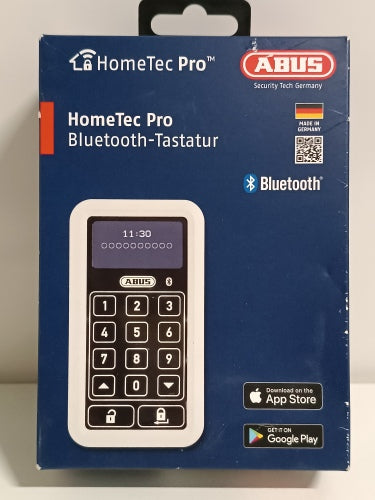 HomeTec Pro™
ABUS
Security Tech Germany
HomeTec Pro
Bluetooth-Tastatur
MADE IN
GERMANY
Bluetooth®
11:30
○○○○○○○○○○
ABUS
1 2 3
4 5 6
7 8 9
0
Download on the
App Store
GET IT ON
Google Play